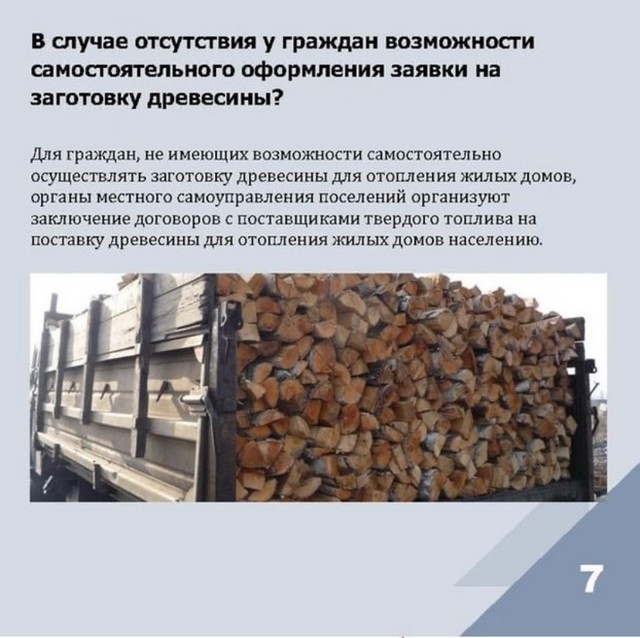 В случае отсутствия у граждан возможности
самостоятельного оформления заявки на
заготовку древесины?
Для граждан, не имеющих возможности самостоятельно
осуществлять заготовку древесины для отопления жилых домов,
органы местного самоуправления поселений организуют
заключение договоров с поставщиками твердого топлива на
поставку древесины для отопления жилых домов населению.
7